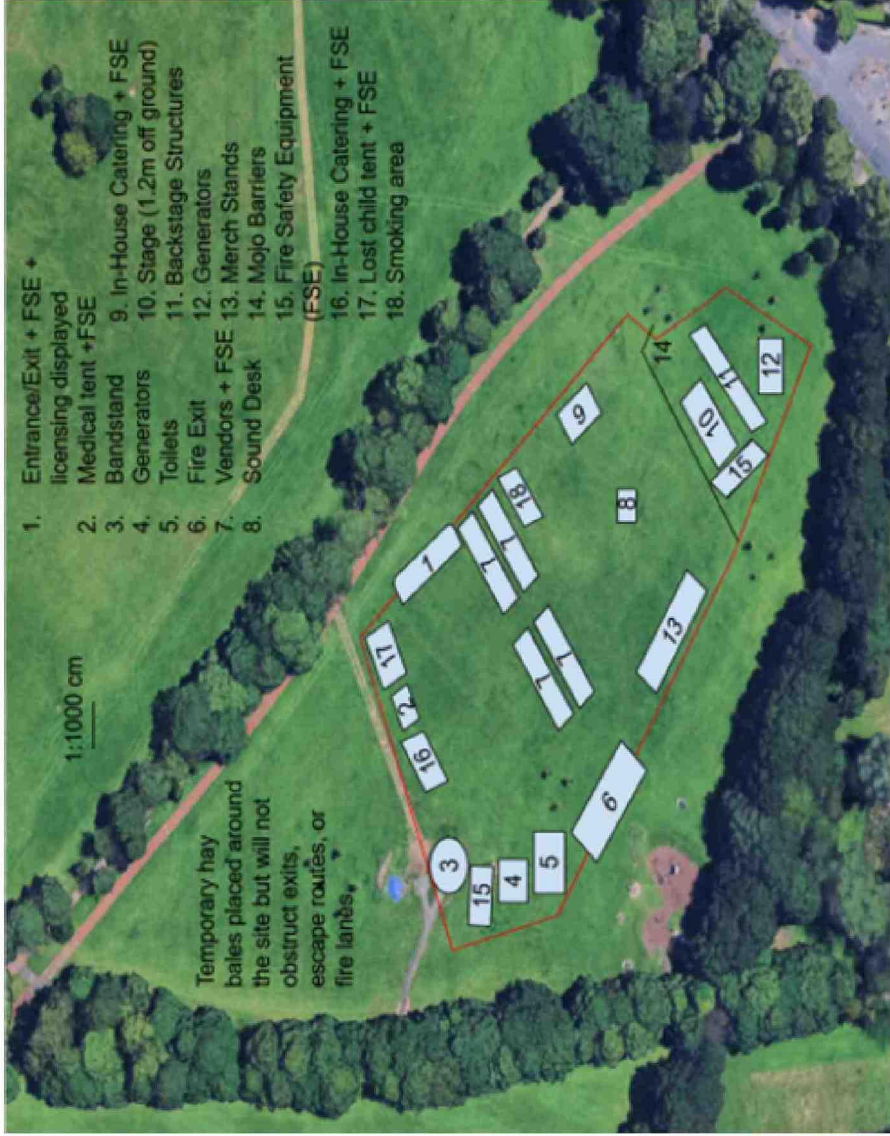 1. Entrance/Exit + FSE +
licensing displayed
2. Medical tent +FSE
3. Bandstand
4. Generators
5. Toilets
6. Fire Exit
7. Vendors + FSE
8. Sound Desk
9. In-House Catering + FSE
10. Stage (1.2m off ground)
11. Backstage Structures
12. Generators
13. Merch Stands
14. Mojo Barriers
15. Fire Safety Equipment
(FSE)
16. In-House Catering + FSE
17. Lost child tent + FSE
18. Smoking area
1:1000 cm
Temporary hay
bales placed around
the site but will not
obstruct exits,
escape routes, or
fire lanes.
17
2
16
1
3
15
4
5
7
7
18
7
7
9
8
6
13
14
10
11
15
12